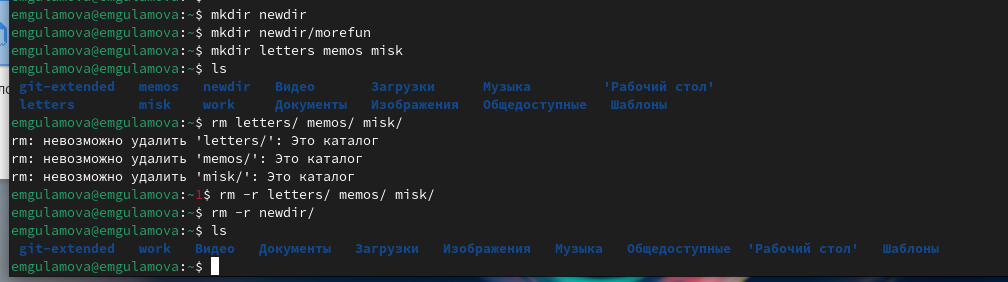 emgulamova@emgulamova:~$ mkdir newdir
emgulamova@emgulamova:~$ mkdir newdir/morefun
emgulamova@emgulamova:~$ mkdir letters memos misk
emgulamova@emgulamova:~$ ls
git-extended memos newdir Видео Загрузки Музыка 'Рабочий стол'
letters misk work Документы Изображения Общедоступные Шаблоны
emgulamova@emgulamova:~$ rm letters/ memos/ misk/
rm: невозможно удалить 'letters/': Это каталог
rm: невозможно удалить 'memos/': Это каталог
rm: невозможно удалить 'misk/': Это каталог
emgulamova@emgulamova:~1$ rm -r letters/ memos/ misk/
emgulamova@emgulamova:~$ rm -r newdir/
emgulamova@emgulamova:~$ ls
git-extended work Видео Документы Загрузки Изображения Музыка Общедоступные 'Рабочий стол' Шаблоны
emgulamova@emgulamova:~$